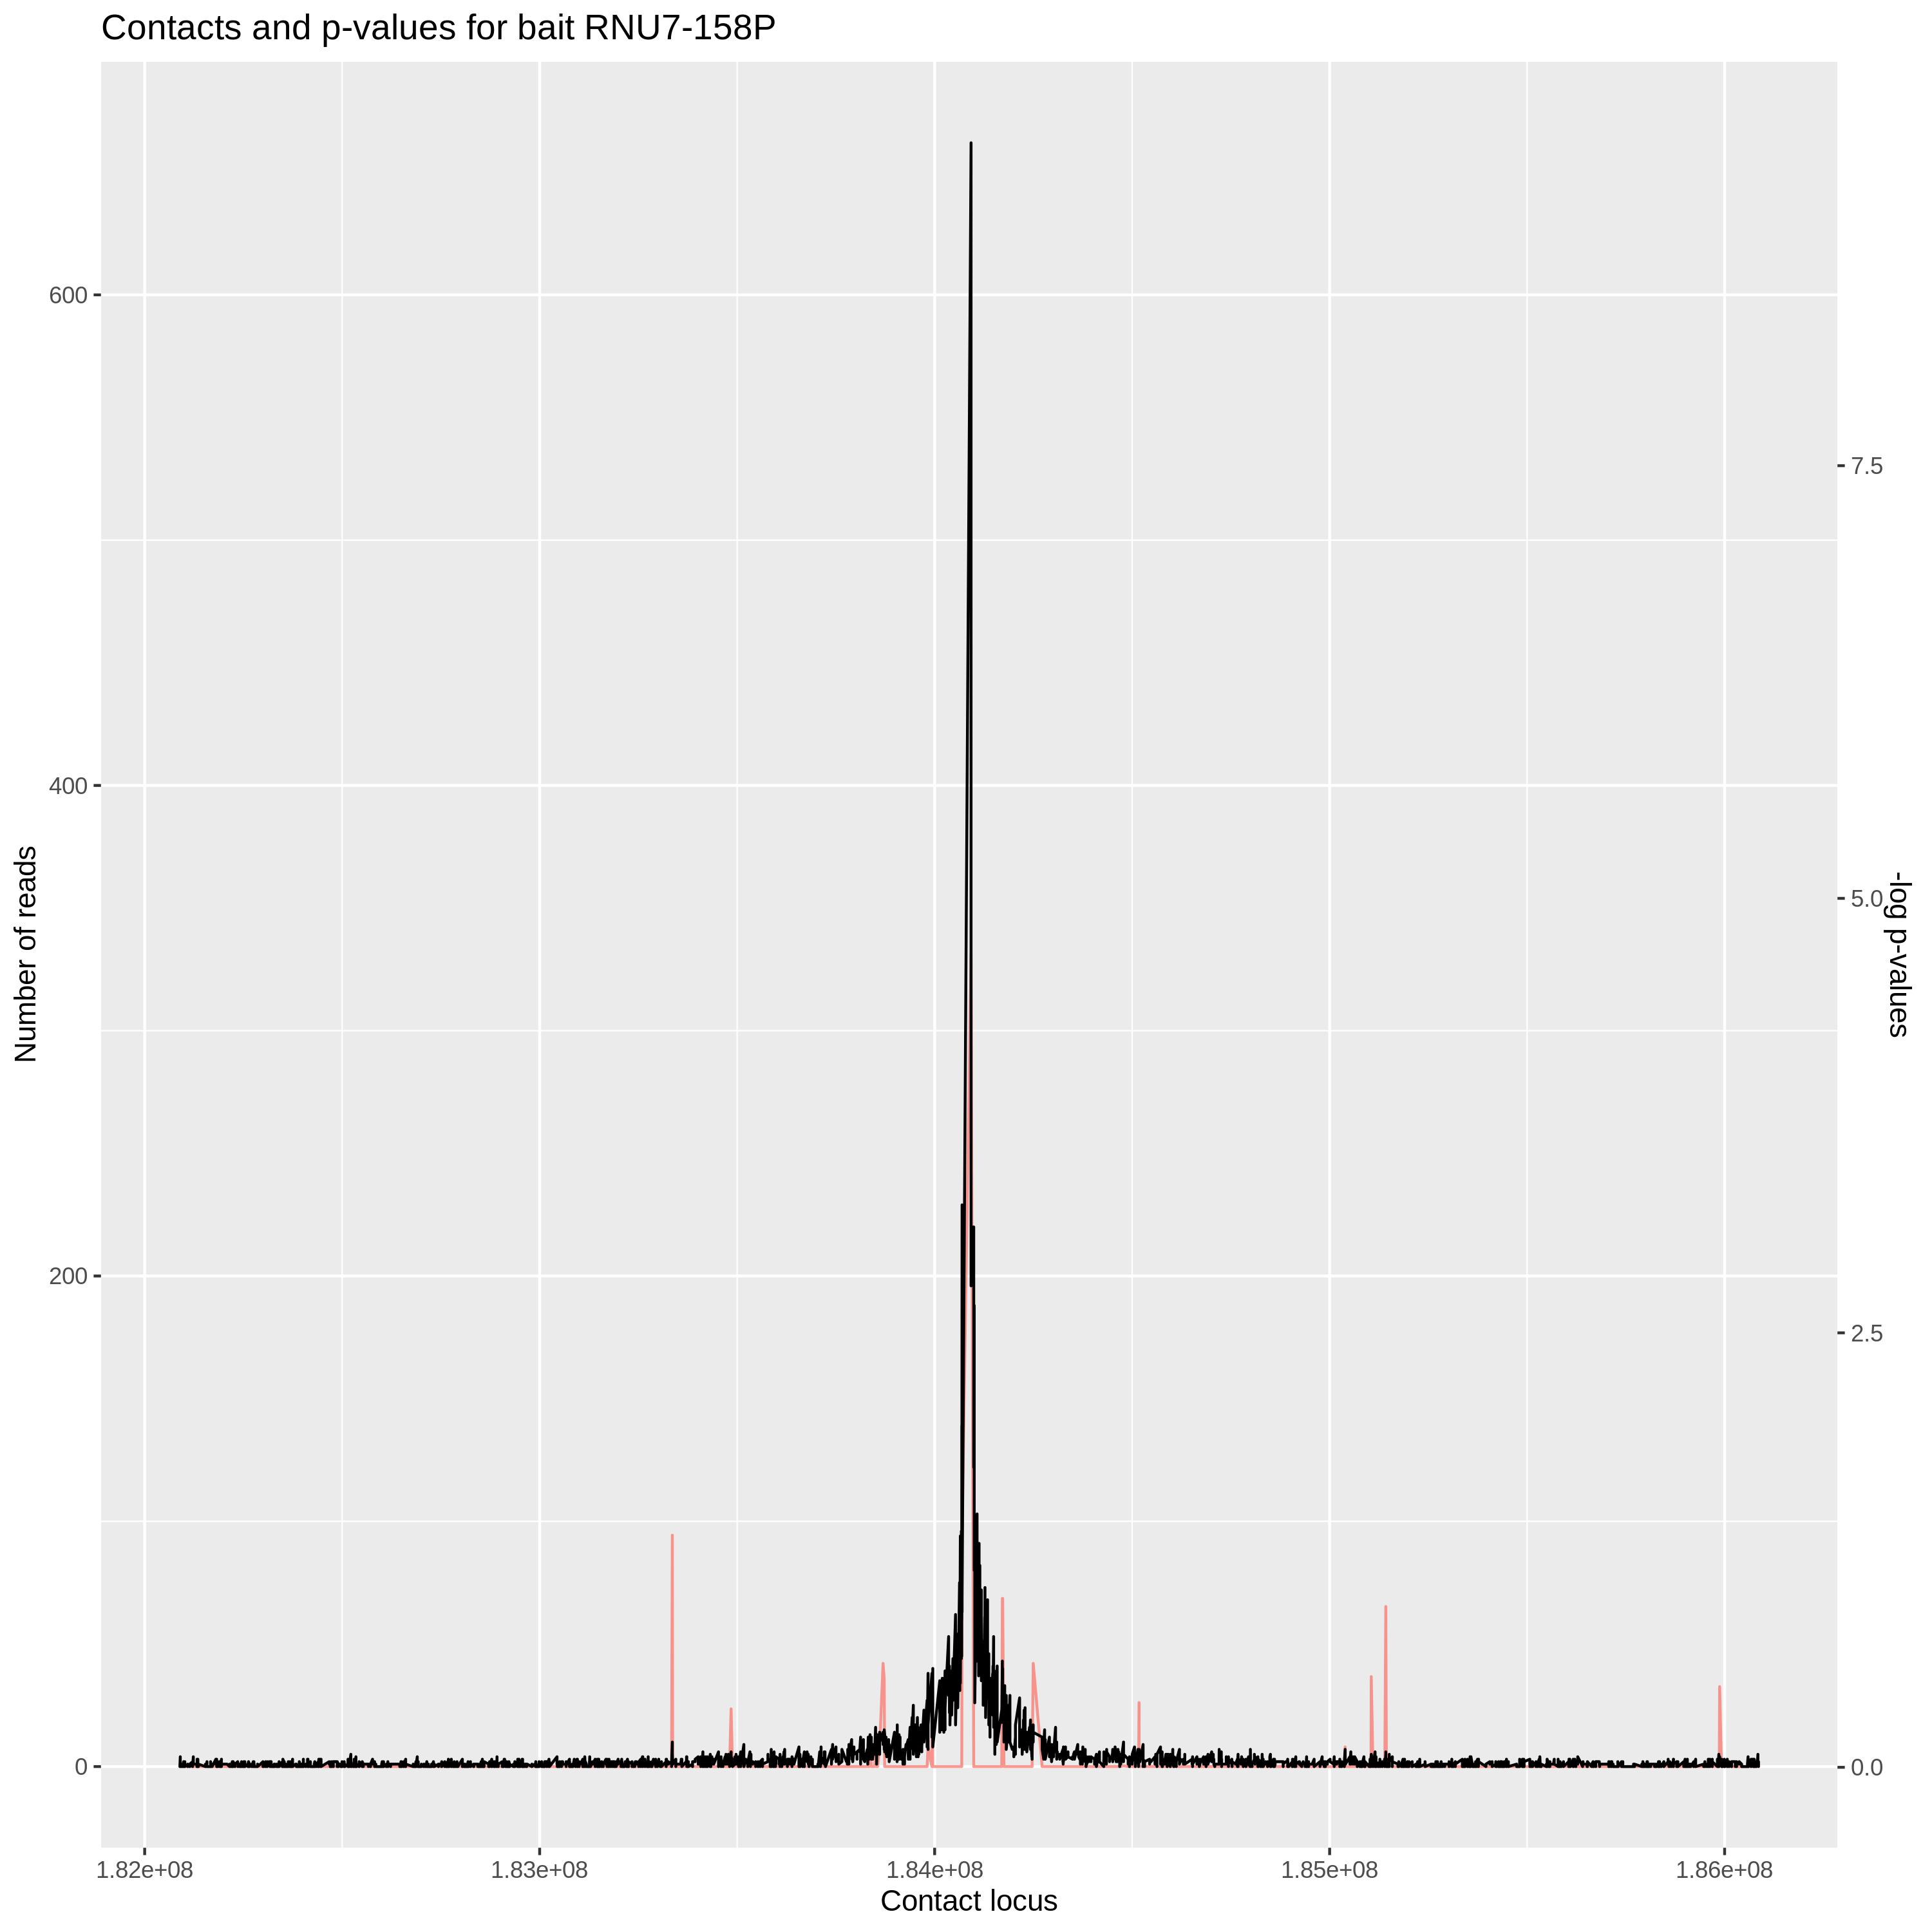 Contacts and p-values for bait RNU7-158P
600
400
200
0
Number of reads
7.5
5.0
2.5
0.0
-log p-values
1.82e+08
1.83e+08
1.84e+08
1.85e+08
1.86e+08
Contact locus